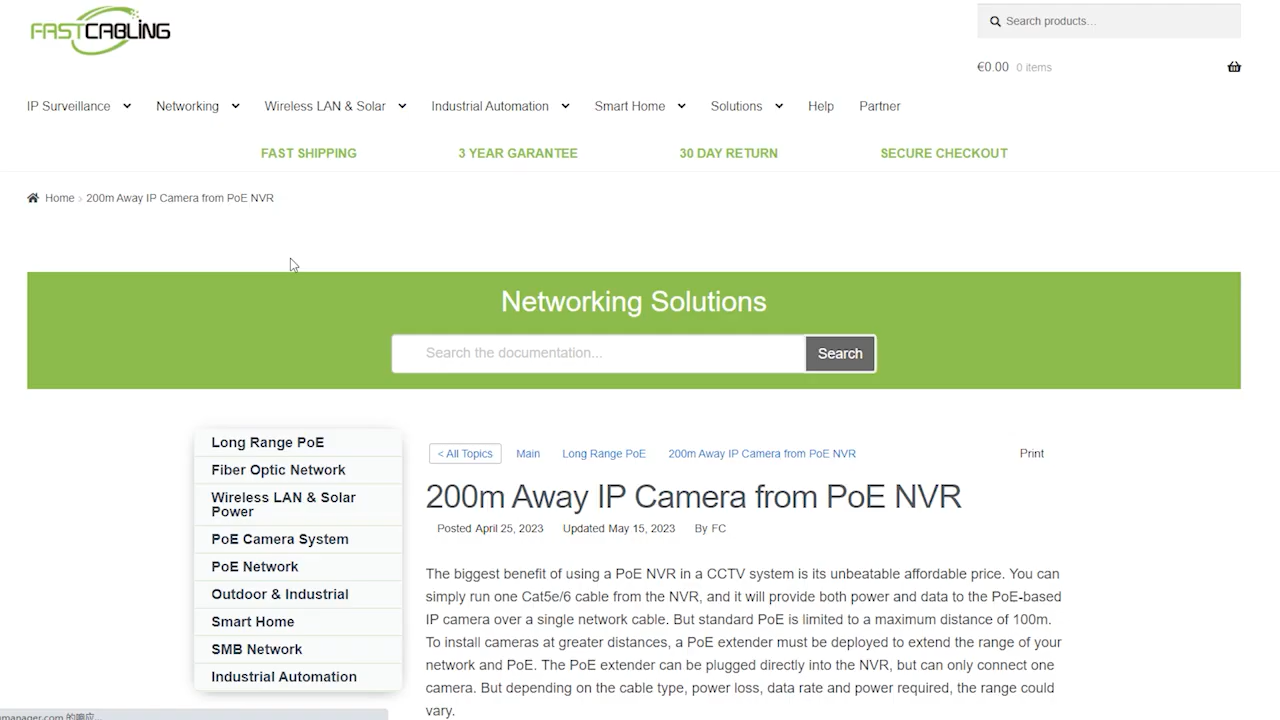 FASTCABLING
Search products…
€0.00 0 items
IP Surveillance Networking Wireless LAN & Solar Industrial Automation Smart Home Solutions Help Partner
FAST SHIPPING 3 YEAR GARANTEE 30 DAY RETURN SECURE CHECKOUT
Home › 200m Away IP Camera from PoE NVR
Networking Solutions
Search the documentation... Search
Long Range PoE
Fiber Optic Network
Wireless LAN & Solar
Power
PoE Camera System
PoE Network
Outdoor & Industrial
Smart Home
SMB Network
Industrial Automation
< All Topics Main Long Range PoE 200m Away IP Camera from PoE NVR Print
200m Away IP Camera from PoE NVR
Posted April 25, 2023 Updated May 15, 2023 By FC
The biggest benefit of using a PoE NVR in a CCTV system is its unbeatable affordable price. You can
simply run one Cat5e/6 cable from the NVR, and it will provide both power and data to the PoE-based
IP camera over a single network cable. But standard PoE is limited to a maximum distance of 100m.
To install cameras at greater distances, a PoE extender must be deployed to extend the range of your
network and PoE. The PoE extender can be plugged directly into the NVR, but can only connect one
camera. But depending on the cable type, power loss, data rate and power required, the range could
vary.